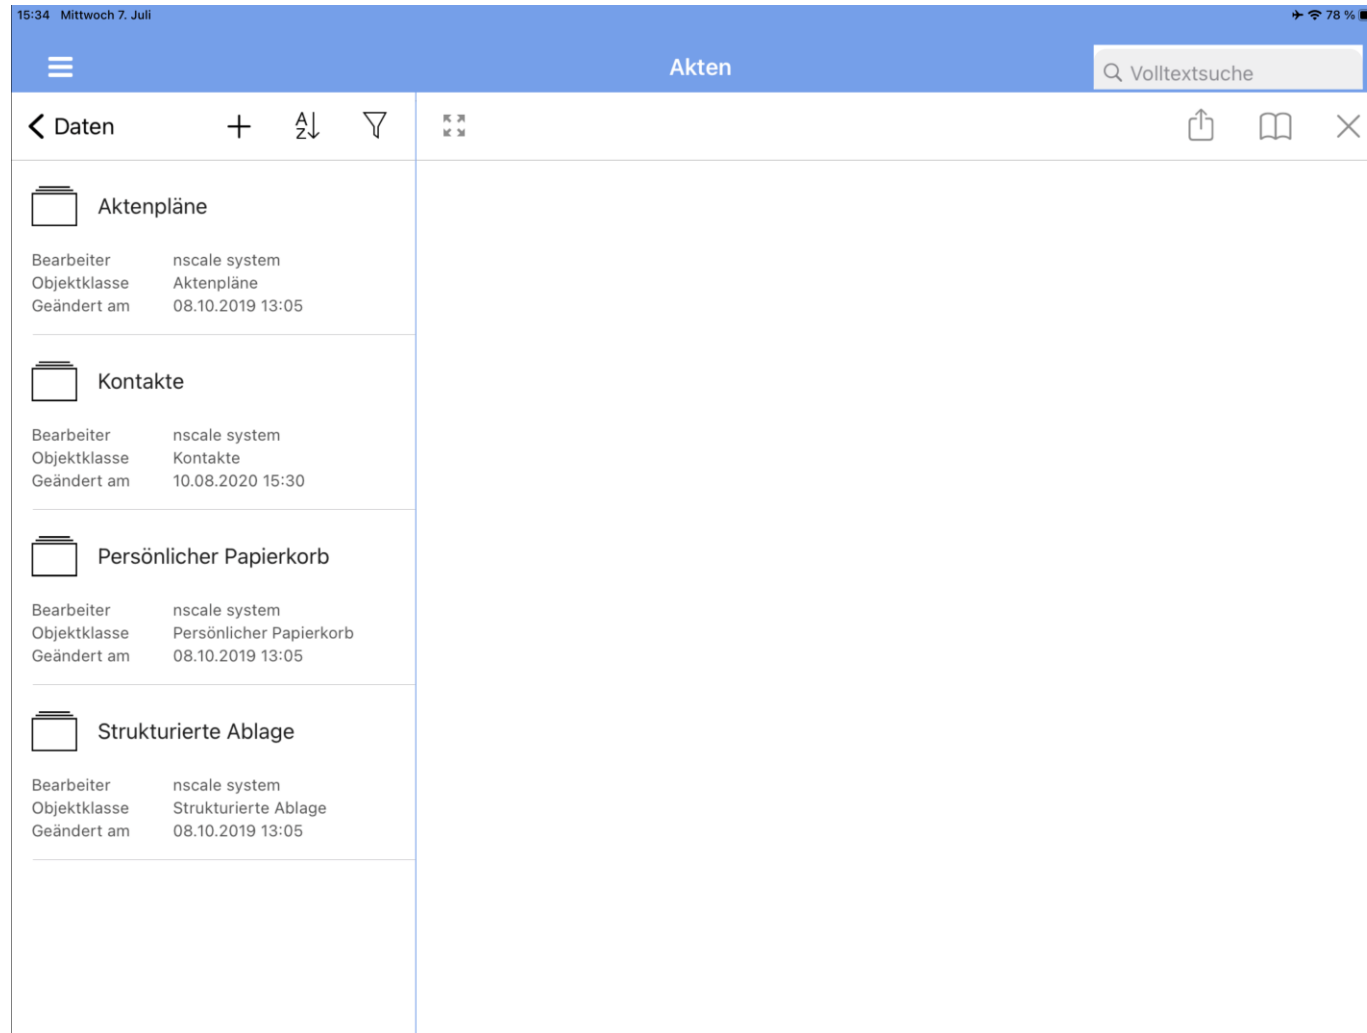 15:34 Mittwoch 7. Juli
78 %
Akten
Volltextsuche
Daten
Aktenpläne
Bearbeiter nscale system
Objektklasse Aktenpläne
Geändert am 08.10.2019 13:05
Kontakte
Bearbeiter nscale system
Objektklasse Kontakte
Geändert am 10.08.2020 15:30
Persönlicher Papierkorb
Bearbeiter nscale system
Objektklasse Persönlicher Papierkorb
Geändert am 08.10.2019 13:05
Strukturierte Ablage
Bearbeiter nscale system
Objektklasse Strukturierte Ablage
Geändert am 08.10.2019 13:05